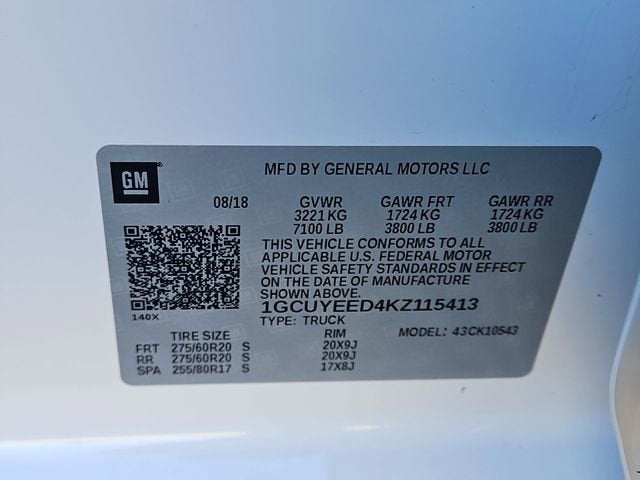 GM
MFD BY GENERAL MOTORS LLC
08/18 GVWR GAWR FRT GAWR RR
3221 KG 1724 KG 1724 KG
7100 LB 3800 LB 3800 LB
THIS VEHICLE CONFORMS TO ALL
APPLICABLE U.S. FEDERAL MOTOR
VEHICLE SAFETY STANDARDS IN EFFECT
ON THE DATE OF MANUFACTURE
SHOWN ABOVE.
140X
1GCUYEED4KZ115413
TYPE: TRUCK
MODEL: 43CK10543
TIRE SIZE RIM
FRT 275/60R20 S 20X9J
RR 275/60R20 S 20X9J
SPA 255/80R17 S 17X8J